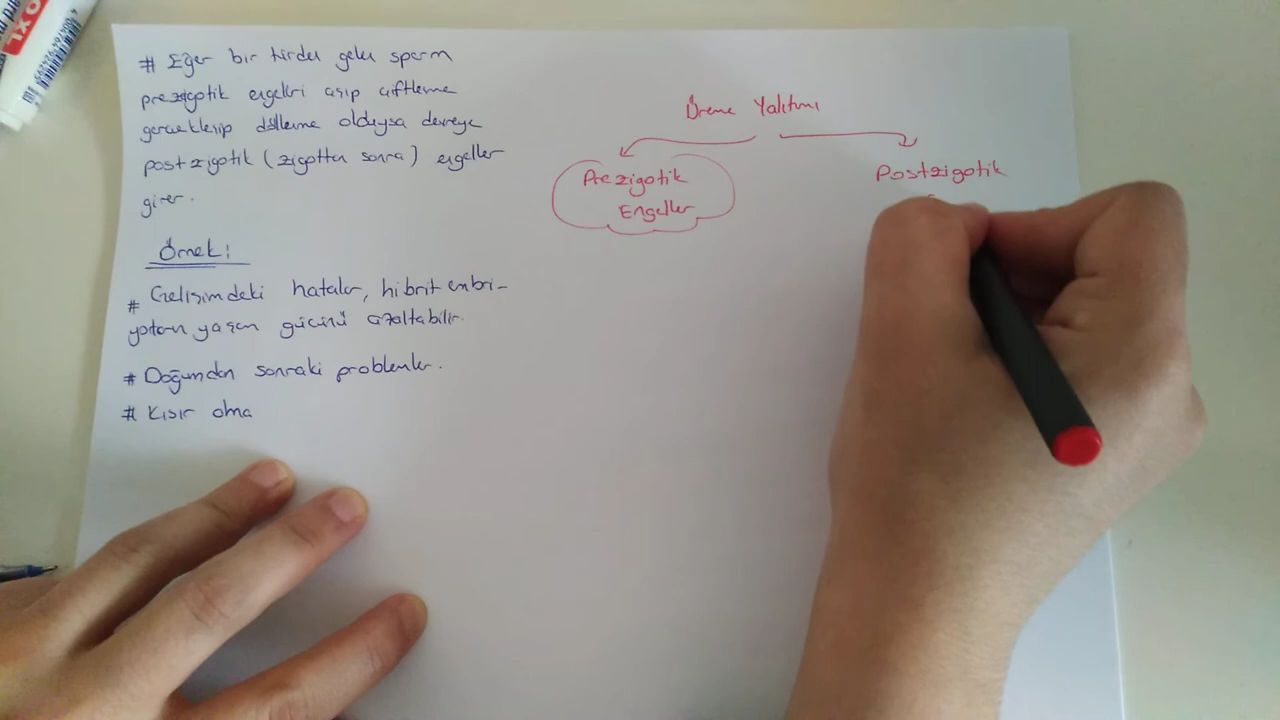 # Eğer bir türden gelen sperm
prezigotik engelleri aşıp çiftleşme
gerçekleşip dölleme olduysa devreye
postzigotik (zigottan sonra) engeller
girer.
Örnek:
# Gelişimdeki hatalar, hibrit embri-
yoların yaşam gücünü azaltabilir.
# Doğumdan sonraki problemler.
# Kısır olma
Üreme Yalıtımı
Prezigotik
Engeller
Postzigotik